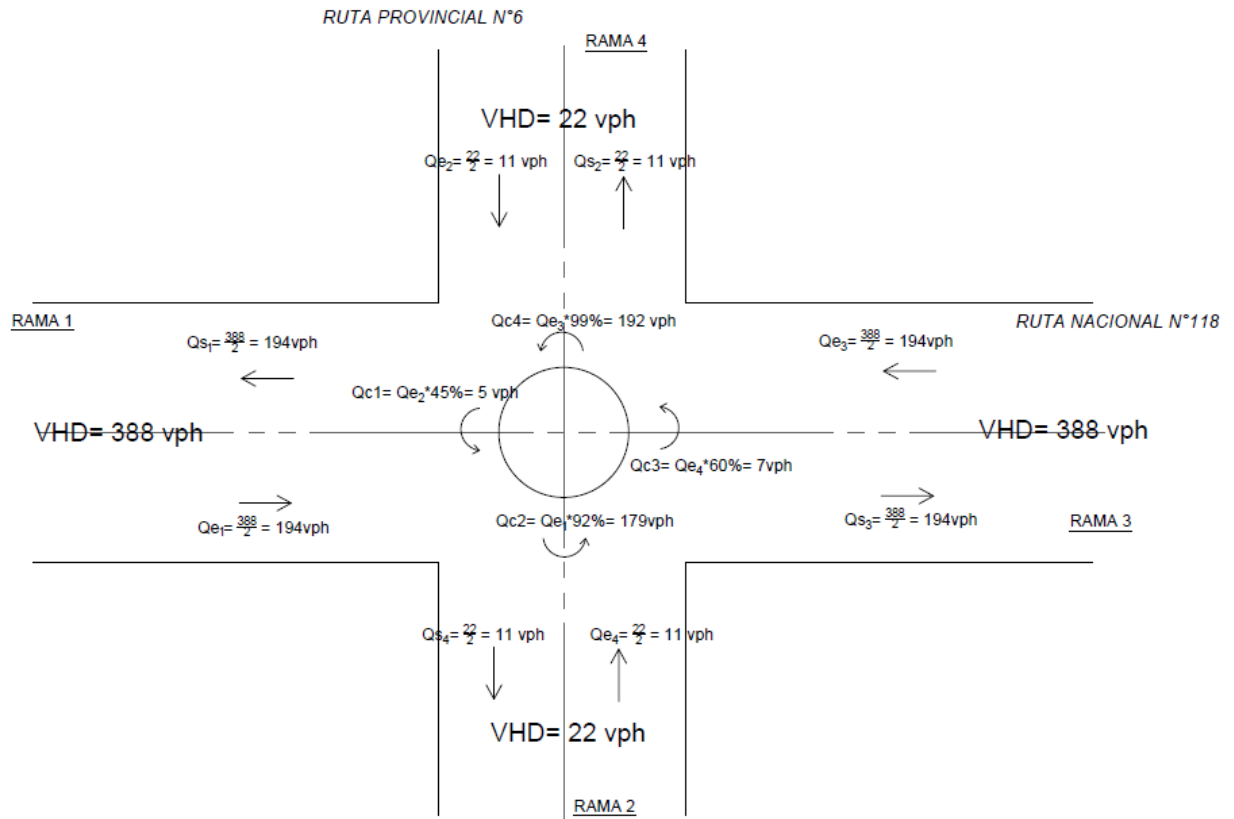 RUTA PROVINCIAL N°6
RAMA 4
VHD= 22 vph
Qe₂= 22/2 = 11 vph
Qs₂= 22/2 = 11 vph
RAMA 1
Qc4= Qe₃*99%= 192 vph
RUTA NACIONAL N°118
Qs₁= 388/2 = 194vph
Qe₃= 388/2 = 194vph
Qc1= Qe₂*45%= 5 vph
VHD= 388 vph
VHD= 388 vph
Qc3= Qe₄*60%= 7vph
Qe₁= 388/2 = 194vph
Qc2= Qe₁*92%= 179vph
Qs₃= 388/2 = 194vph
RAMA 3
Qs₄= 22/2 = 11 vph
Qe₄= 22/2 = 11 vph
VHD= 22 vph
RAMA 2